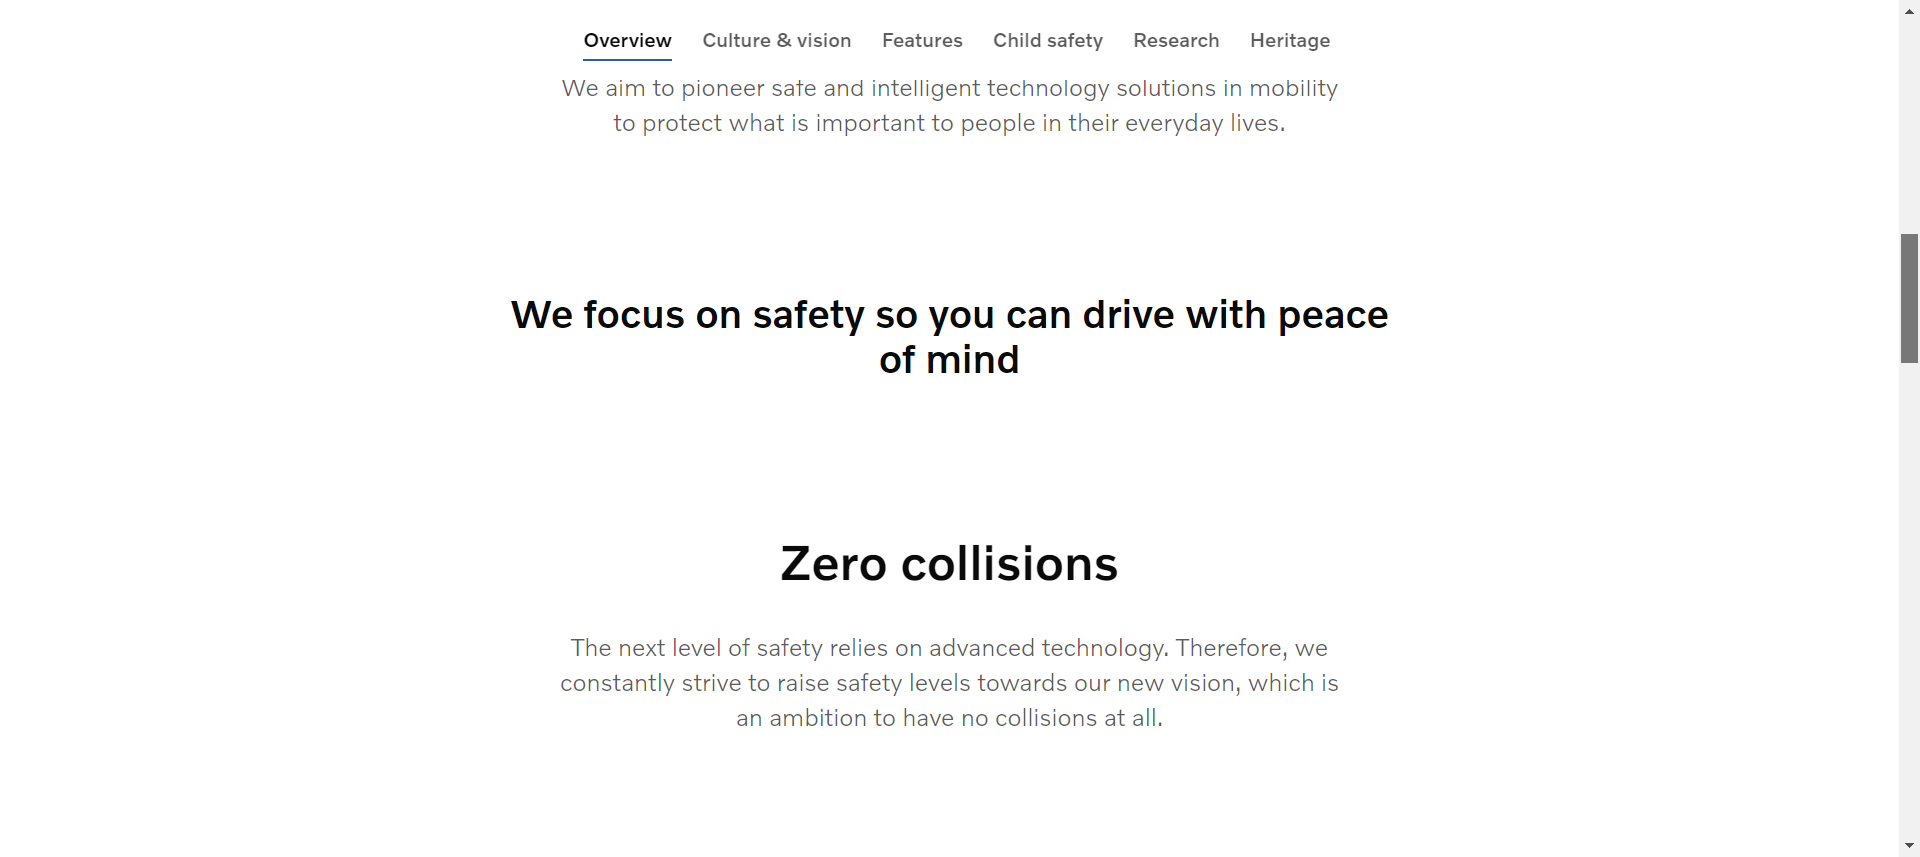 Overview Culture & vision Features Child safety Research Heritage
We aim to pioneer safe and intelligent technology solutions in mobility
to protect what is important to people in their everyday lives.
We focus on safety so you can drive with peace
of mind
Zero collisions
The next level of safety relies on advanced technology. Therefore, we
constantly strive to raise safety levels towards our new vision, which is
an ambition to have no collisions at all.